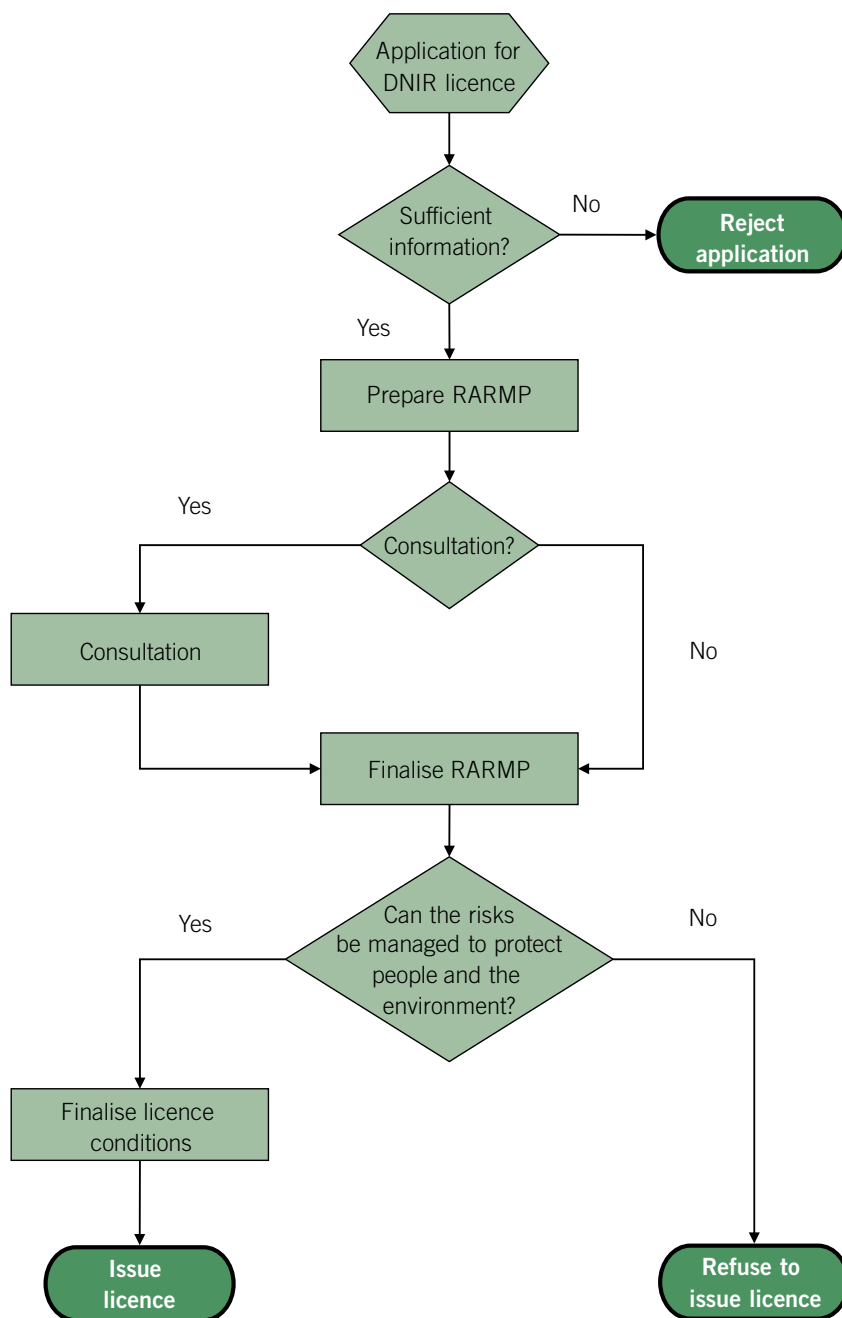 Application for
DNIR licence
Sufficient
information?
No
Reject
application
Yes
Prepare RARMP
Yes
Consultation?
Consultation
No
Finalise RARMP
Yes
Can the risks
be managed to protect
people and the
environment?
No
Finalise licence
conditions
Issue
licence
Refuse to
issue licence